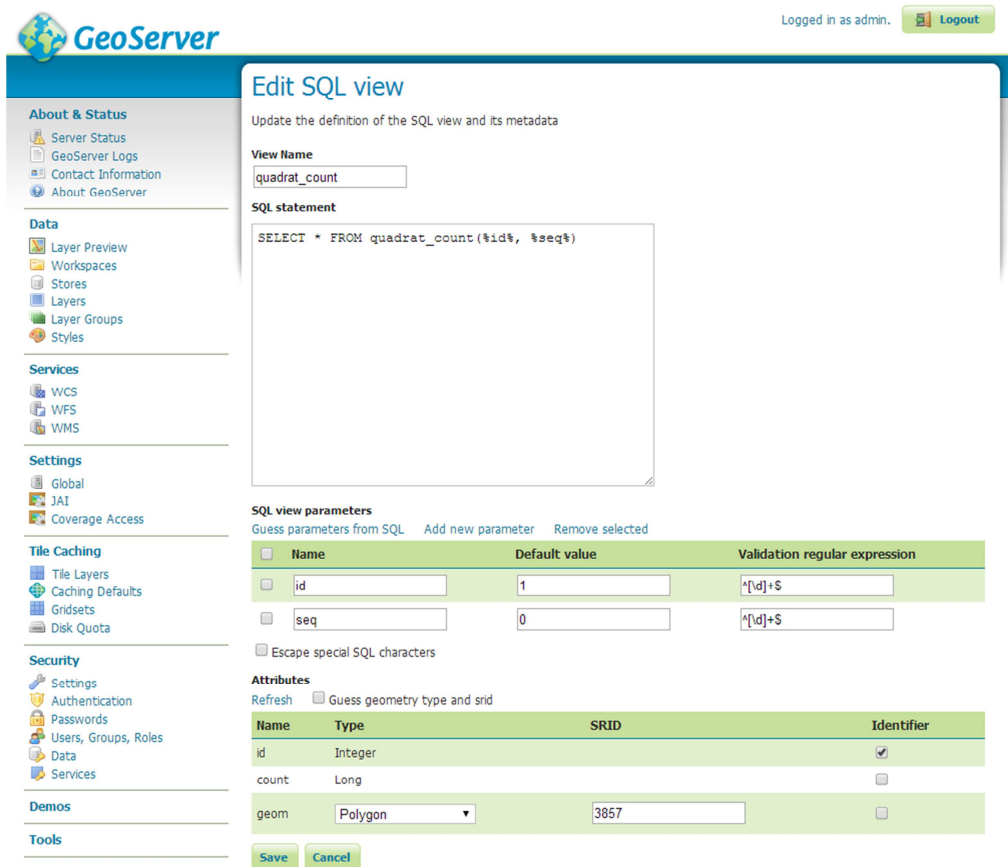 GeoServer
Logged in as admin.
Logout
About & Status
Server Status
GeoServer Logs
Contact Information
About GeoServer
Data
Layer Preview
Workspaces
Stores
Layers
Layer Groups
Styles
Services
WCS
WFS
WMS
Settings
Global
JAI
Coverage Access
Tile Caching
Tile Layers
Caching Defaults
Gridsets
Disk Quota
Security
Settings
Authentication
Passwords
Users, Groups, Roles
Data
Services
Demos
Tools
Edit SQL view
Update the definition of the SQL view and its metadata
View Name
quadrat_count
SQL statement
SELECT * FROM quadrat_count(%id%, %seq%)
SQL view parameters
Guess parameters from SQL Add new parameter Remove selected
Name Default value Validation regular expression
id 1 ^[\d]+$
seq 0 ^[\d]+$
Escape special SQL characters
Attributes
Refresh Guess geometry type and srid
Name Type SRID Identifier
id Integer
count Long
geom Polygon 3857
Save Cancel